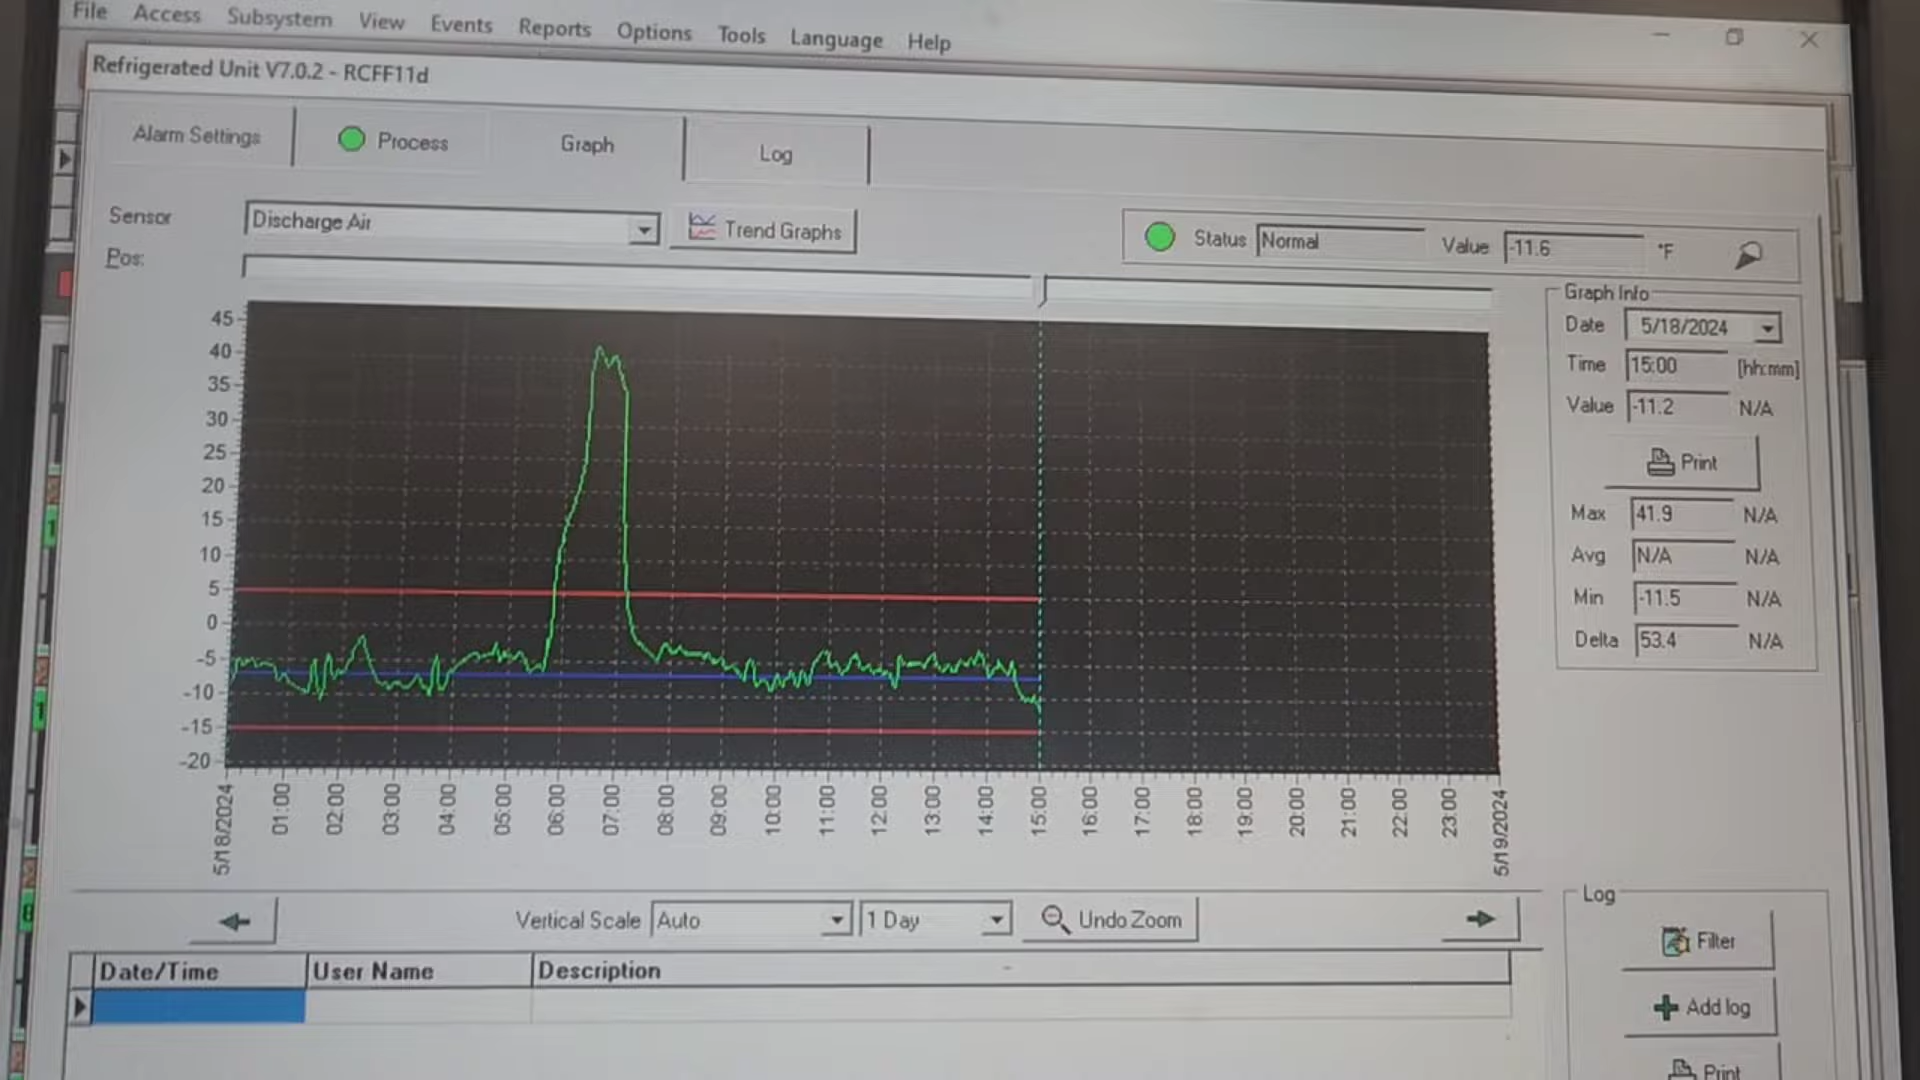 File Access Subsystem View Events Reports Options Tools Language Help
Refrigerated Unit V7.0.2 - RCFF11d
Alarm Settings Process Graph Log
Sensor Discharge Air Trend Graphs Status Normal Value -11.6 °F
Pos:
Graph Info
Date 5/18/2024
Time 15:00 [hh:mm]
Value -11.2 N/A
Print
Max 41.9 N/A
Avg N/A N/A
Min -11.5 N/A
Delta 53.4 N/A
45
40
35
30
25
20
15
10
5
0
-5
-10
-15
-20
5/18/2024 01:00 02:00 03:00 04:00 05:00 06:00 07:00 08:00 09:00 10:00 11:00 12:00 13:00 14:00 15:00 16:00 17:00 18:00 19:00 20:00 21:00 22:00 23:00 5/19/2024
Vertical Scale Auto 1 Day Undo Zoom
Date/Time User Name Description
Log
Filter
Add log
Print
1
1
8